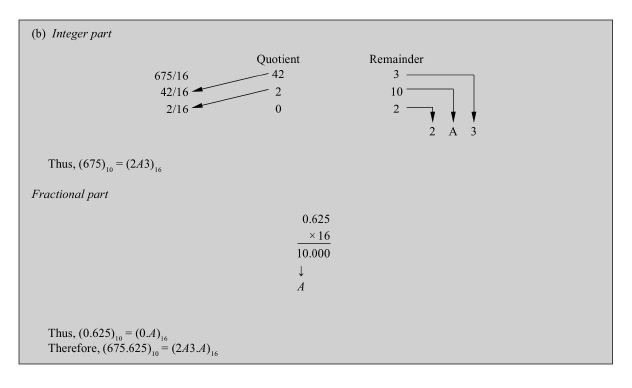 (b) Integer part
Quotient Remainder
675/16 42 3
42/16 2 10
2/16 0 2
2 A 3
Thus, (675)₁₀ = (2A3)₁₆
Fractional part
0.625
× 16
10.000
↓
A
Thus, (0.625)₁₀ = (0.A)₁₆
Therefore, (675.625)₁₀ = (2A3.A)₁₆